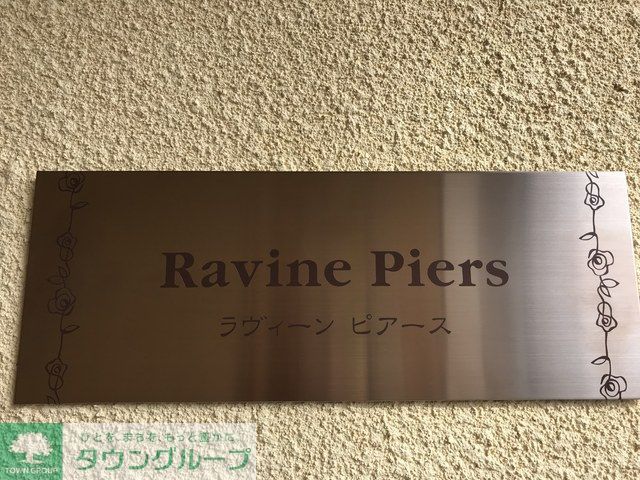 Ravine Piers
ラヴィーン ピアース
ひとを、まちを、もっと豊かに
タウングループ
TOWN GROUP